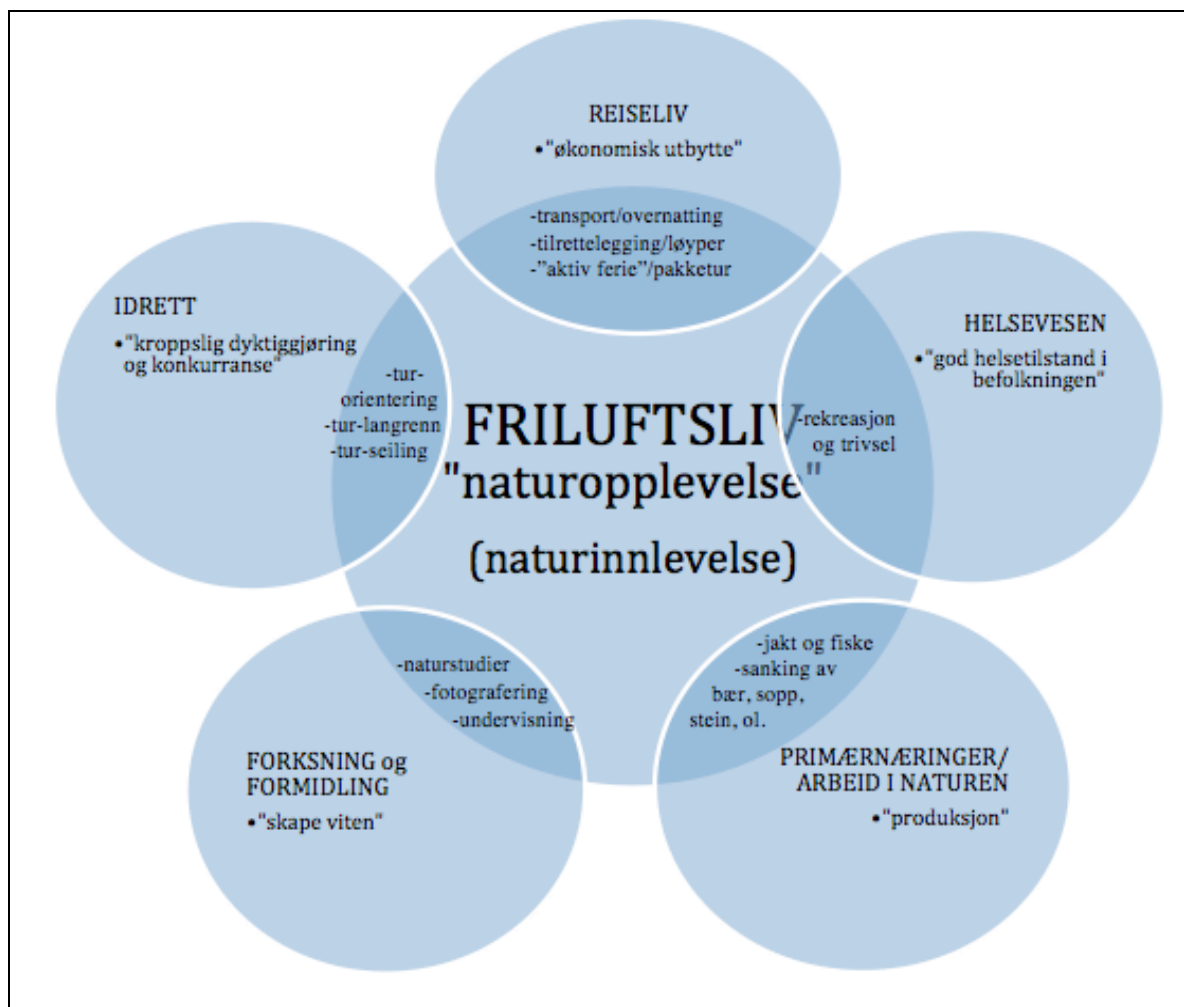 REISELIV
•"økonomisk utbytte"
-transport/overnatting
-tilrettelegging/løyper
-"aktiv ferie"/pakketur
IDRETT
•"kroppslig dyktiggjøring
og konkurranse"
-tur-
orientering
-tur-langrenn
-tur-seiling
HELSEVESEN
•"god helsetilstand i
befolkningen"
-rekreasjon
og trivsel
FRILUFTSLIV
"naturopplevelse"
(naturinnlevelse)
-naturstudier
-fotografering
-undervisning
FORKSNING og
FORMIDLING
•"skape viten"
-jakt og fiske
-sanking av
bær, sopp,
stein, ol.
PRIMÆRNÆRINGER/
ARBEID I NATUREN
•"produksjon"